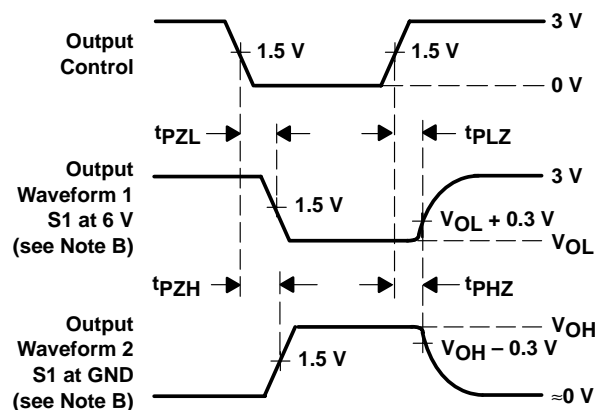 3 V
Output
Control
1.5 V
1.5 V
0 V
tPZL
tPLZ
Output
Waveform 1
S1 at 6 V
(see Note B)
3 V
1.5 V
VOL + 0.3 V
VOL
tPZH
tPHZ
Output
Waveform 2
S1 at GND
(see Note B)
VOH
VOH – 0.3 V
1.5 V
≈0 V